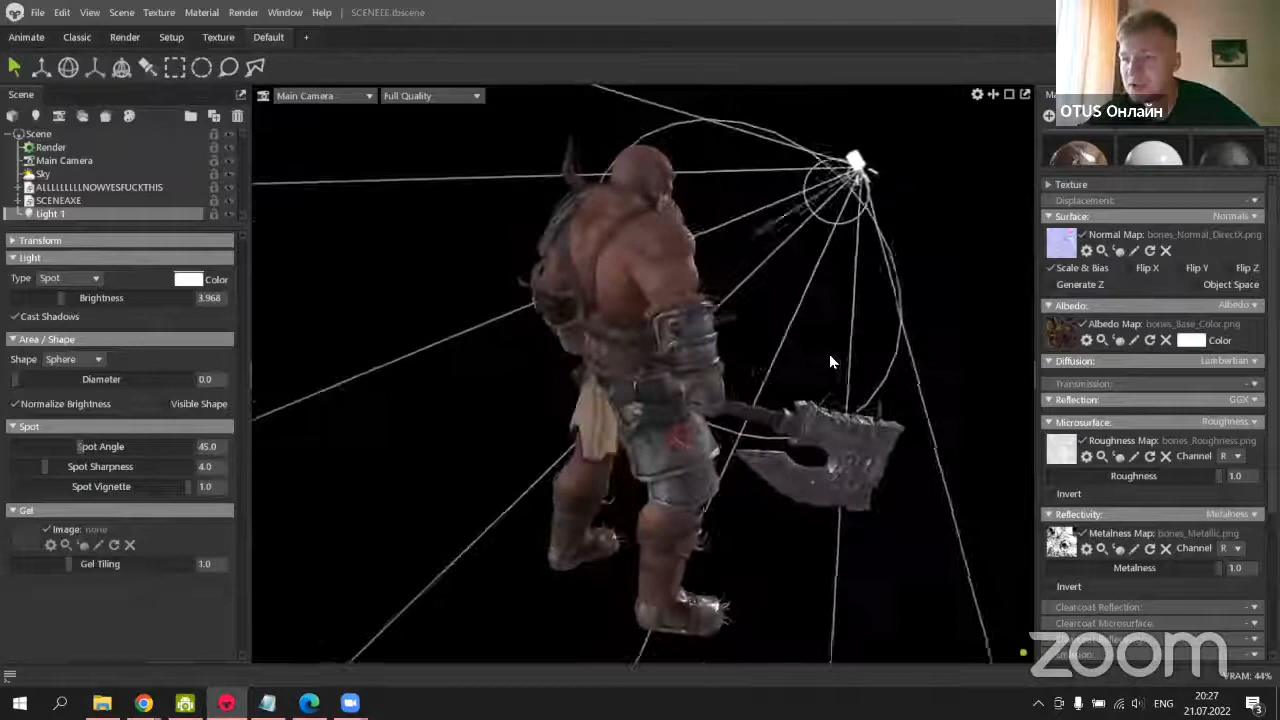 File Edit View Scene Texture Material Render Window Help SCENEEE.tbscene
Animate Classic Render Setup Texture Default +
OTUS Онлайн
Scene
Main Camera Full Quality
Scene
Render
Main Camera
Sky
ALLLLLLLLLNOWYESFUCKTHIS
SCENEAXE
Light 1
Transform
Light
Type Spot Color
Brightness 3.968
Cast Shadows
Area / Shape
Shape Sphere
Diameter 0.0
Normalize Brightness Visible Shape
Spot
Spot Angle 45.0
Spot Sharpness 4.0
Spot Vignette 1.0
Gel
Image: none
Gel Tiling 1.0
Texture
Displacement: -
Surface: Normals
Normal Map: bones_Normal_DirectX.png
Scale & Bias Flip X Flip Y Flip Z
Generate Z Object Space
Albedo: Albedo
Albedo Map: bones_Base_Color.png
Color
Diffusion: Lambertian
Transmission: -
Reflection: GGX
Microsurface: Roughness
Roughness Map: bones_Roughness.png
Channel R
Roughness 1.0
Invert
Reflectivity: Metalness
Metalness Map: bones_Metallic.png
Channel R
Metalness 1.0
Invert
Clearcoat Reflection: -
Clearcoat Microsurface: -
zoom
VRAM: 44%
ENG
20:27
21.07.2022
3